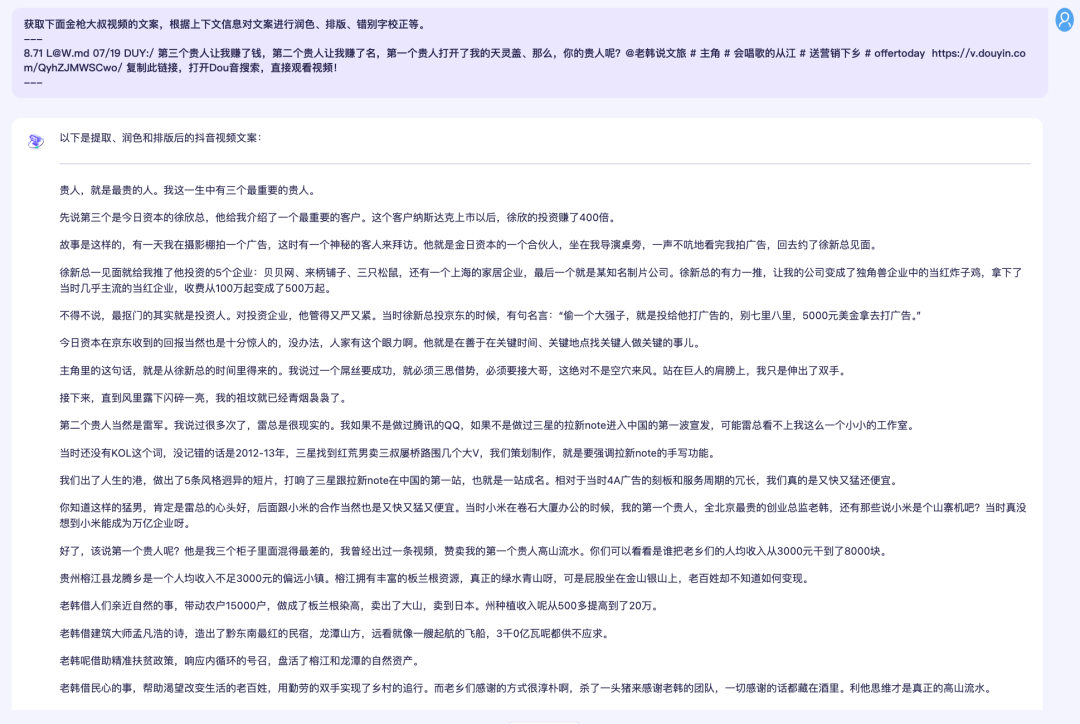 获取下面金枪大叔视频的文案，根据上下文信息对文案进行润色、排版、错别字校正等。
———
8.71 L@W.md 07/19 DUY:/ 第三个贵人让我赚了钱，第二个贵人让我赚了名，第一个贵人打开了我的天灵盖、那么，你的贵人呢？@老韩说文旅 # 主角 # 会唱歌的从江 # 送营销下乡 # offertoday https://v.douyin.co
m/QyhZJMWSCwo/ 复制此链接，打开Dou音搜索，直接观看视频！
———
以下是提取、润色和排版后的抖音视频文案：
贵人，就是最贵的人。我这一生中有三个最重要的贵人。
先说第三个是今日资本的徐欣总，他给我介绍了一个最重要的客户。这个客户纳斯达克上市以后，徐欣的投资赚了400倍。
故事是这样的，有一天我在摄影棚拍一个广告，这时有一个神秘的客人来拜访。他就是金日资本的一个合伙人，坐在我导演桌旁，一声不吭地看完我拍广告，回去约了徐新总见面。
徐新总一见面就给我推了他投资的5个企业：贝贝网、来柄铺子、三只松鼠，还有一个上海的家居企业，最后一个就是某知名制片公司。徐新总的有力一推，让我的公司变成了独角兽企业中的当红炸子鸡，拿下了
当时几乎主流的当红企业，收费从100万起变成了500万起。
不得不说，最抠门的其实就是投资人。对投资企业，他管得又严又紧。当时徐新总投京东的时候，有句名言：“偷一个大强子，就是投给他打广告的，别七里八里，5000元美金拿去打广告。”
今日资本在京东收到的回报当然也是十分惊人的，没办法，人家有这个眼力啊。他就是在善于在关键时间、关键地点找关键人做关键的事儿。
主角里的这句话，就是从徐新总的时间里得来的。我说过一个屌丝要成功，就必须三思借势，必须要接大哥，这绝对不是空穴来风。站在巨人的肩膀上，我只是伸出了双手。
接下来，直到风里露下闪碎一亮，我的祖坟就已经青烟袅袅了。
第二个贵人当然是雷军。我说过很多次了，雷总是很现实的。我如果不是做过腾讯的QQ，如果不是做过三星的拉新note进入中国的第一波宣发，可能雷总看不上我这么一个小小的工作室。
当时还没有KOL这个词，没记错的话是2012-13年，三星找到红荒男卖三叔屡桥路围几个大V，我们策划制作，就是要强调拉新note的手写功能。
我们出了人生的港，做出了5条风格迥异的短片，打响了三星跟拉新note在中国的第一站，也就是一站成名。相对于当时4A广告的刻板和服务周期的冗长，我们真的是又快又猛还便宜。
你知道这样的猛男，肯定是雷总的心头好，后面跟小米的合作当然也是又快又猛又便宜。当时小米在卷石大厦办公的时候，我的第一个贵人，全北京最贵的创业总监老韩，还有那些说小米是个山寨机吧？当时真没
想到小米能成为万亿企业呀。
好了，该说第一个贵人呢？他是我三个柜子里面混得最差的，我曾经出过一条视频，赞卖我的第一个贵人高山流水。你们可以看看是谁把老乡们的人均收入从3000元干到了8000块。
贵州榕江县龙腾乡是一个人均收入不足3000元的偏远小镇。榕江拥有丰富的板兰根资源，真正的绿水青山呀，可是屁股坐在金山银山上，老百姓却不知道如何变现。
老韩借人们亲近自然的事，带动农户15000户，做成了板兰根染高，卖出了大山，卖到日本。州种植收入呢从500多提高到了20万。
老韩借建筑大师孟凡浩的诗，造出了黔东南最红的民宿，龙潭山方，远看就像一艘起航的飞船，3千0亿瓦呢都供不应求。
老韩呢借助精准扶贫政策，响应内循环的号召，盘活了榕江和龙潭的自然资产。
老韩借民心的事，帮助渴望改变生活的老百姓，用勤劳的双手实现了乡村的追行。而老乡们感谢的方式很淳朴啊，杀了一头猪来感谢老韩的团队，一切感谢的话都藏在酒里。利他思维才是真正的高山流水。